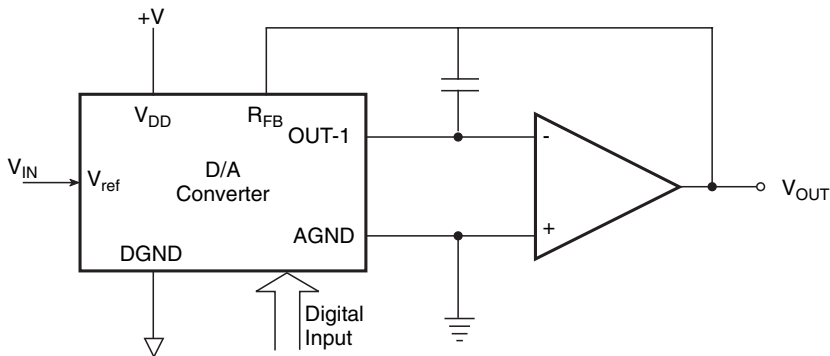 +V
V_DD
R_FB
OUT-1
-
D/A
Converter
V_IN
V_ref
V_OUT
AGND
+
DGND
Digital
Input